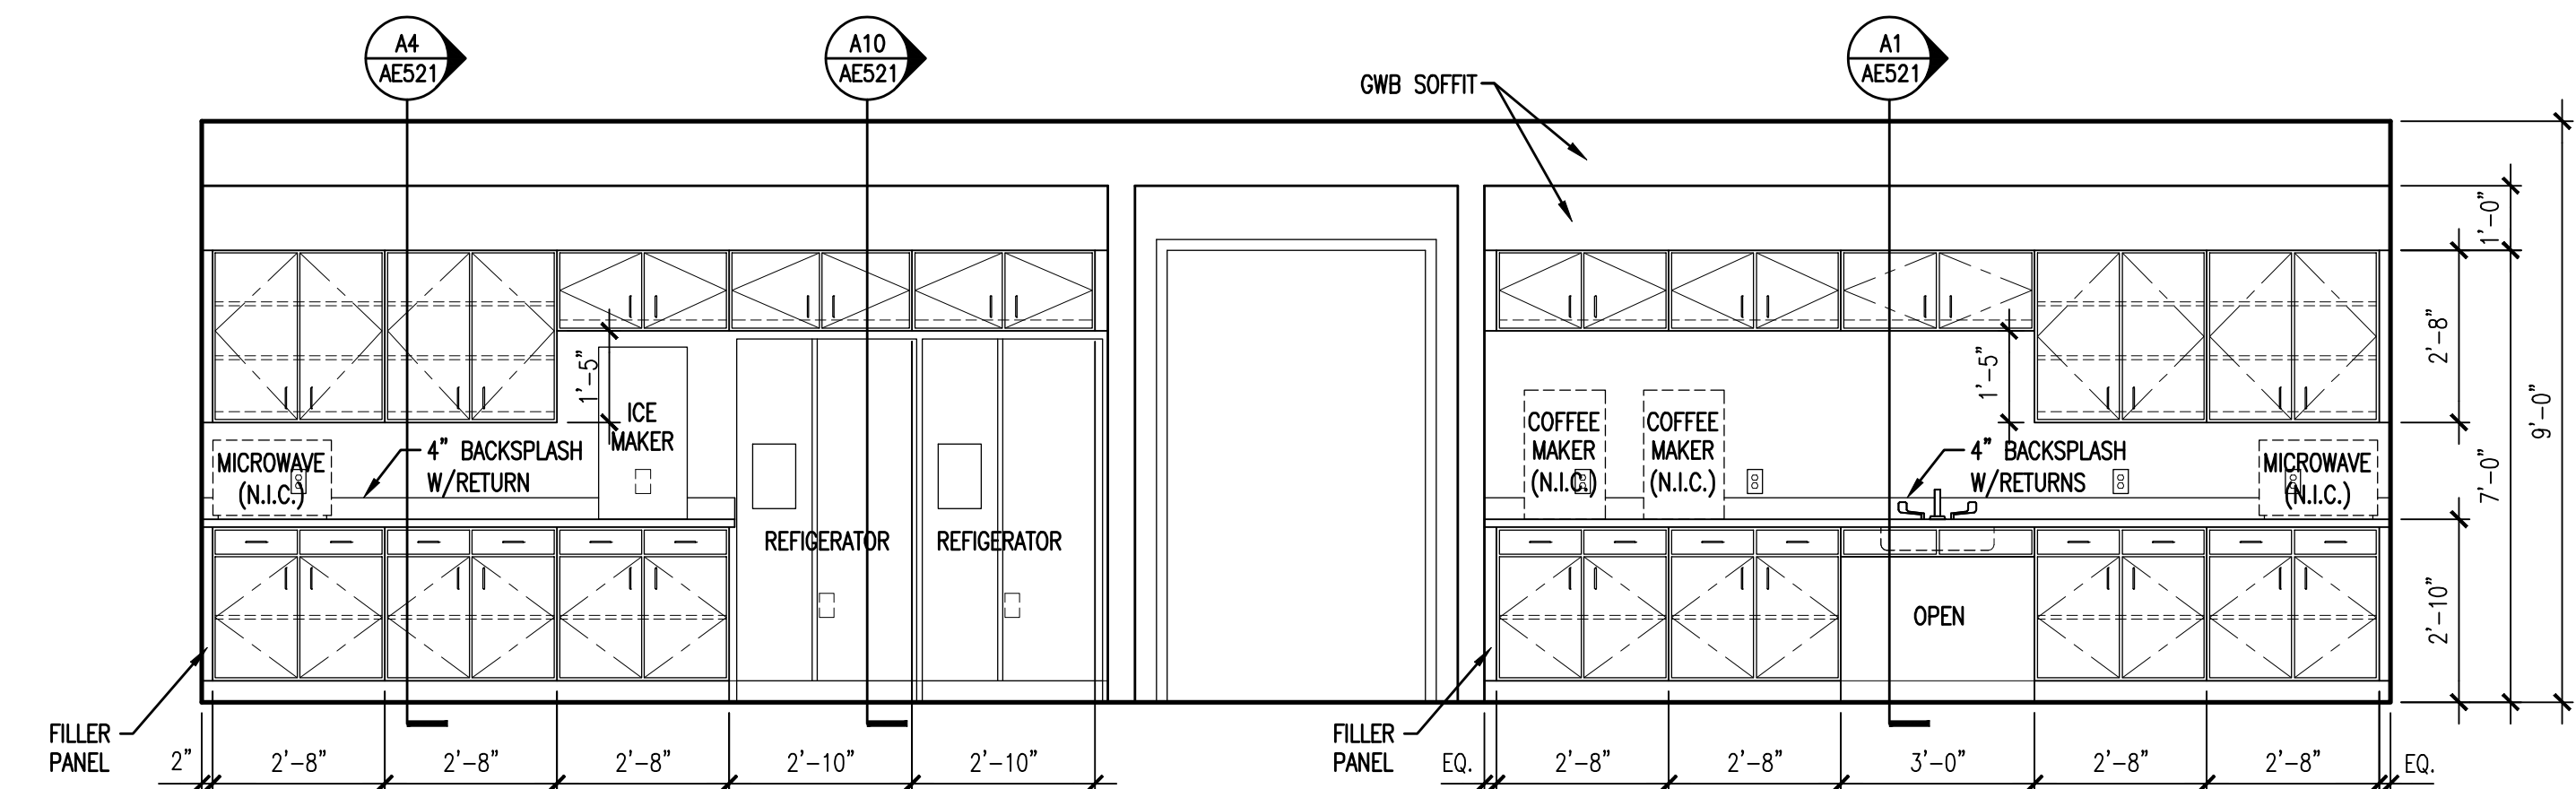 A4
AE521
A10
AE521
A1
AE521
GWB SOFFIT
1'-0"
2'-8"
9'-0"
7'-0"
2'-10"
1'-5"
ICE
MAKER
MICROWAVE
(N.I.C.)
4" BACKSPLASH
W/RETURN
REFIGERATOR
REFIGERATOR
1'-5"
COFFEE
MAKER
(N.I.C.)
COFFEE
MAKER
(N.I.C.)
4" BACKSPLASH
W/RETURNS
MICROWAVE
(N.I.C.)
OPEN
FILLER
PANEL
FILLER
PANEL
2"
2'-8"
2'-8"
2'-8"
2'-10"
2'-10"
EQ.
2'-8"
2'-8"
3'-0"
2'-8"
2'-8"
EQ.